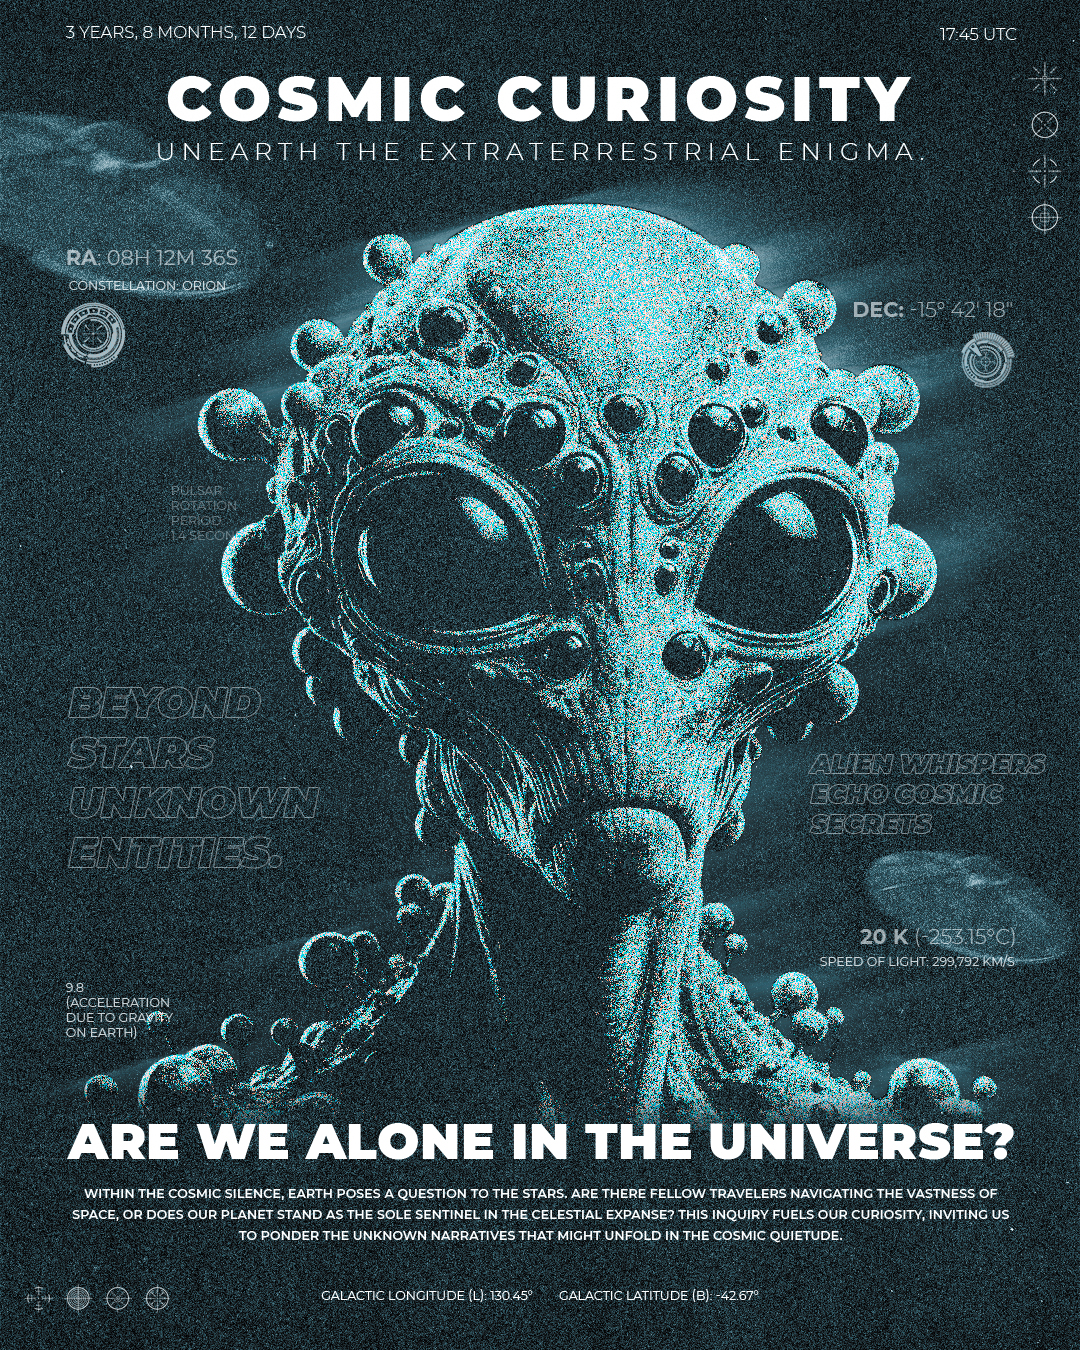 3 YEARS, 8 MONTHS, 12 DAYS
17:45 UTC
COSMIC CURIOSITY
UNEARTH THE EXTRATERRESTRIAL ENIGMA.
RA: 08H 12M 36S
CONSTELLATION: ORION
DEC: -15° 42' 18"
PULSAR
ROTATION
PERIOD
BEYOND
STARS
UNKNOWN
ENTITIES.
ALIEN WHISPERS
ECHO COSMIC
SECRETS
20 K (-253.15°C)
SPEED OF LIGHT: 299,792 KM/S
9.8
(ACCELERATION
DUE TO GRAVITY
ON EARTH)
ARE WE ALONE IN THE UNIVERSE?
WITHIN THE COSMIC SILENCE, EARTH POSES A QUESTION TO THE STARS. ARE THERE FELLOW TRAVELERS NAVIGATING THE VASTNESS OF
SPACE, OR DOES OUR PLANET STAND AS THE SOLE SENTINEL IN THE CELESTIAL EXPANSE? THIS INQUIRY FUELS OUR CURIOSITY, INVITING US
TO PONDER THE UNKNOWN NARRATIVES THAT MIGHT UNFOLD IN THE COSMIC QUIETUDE.
GALACTIC LONGITUDE (L): 130.45° GALACTIC LATITUDE (B): -42.67°